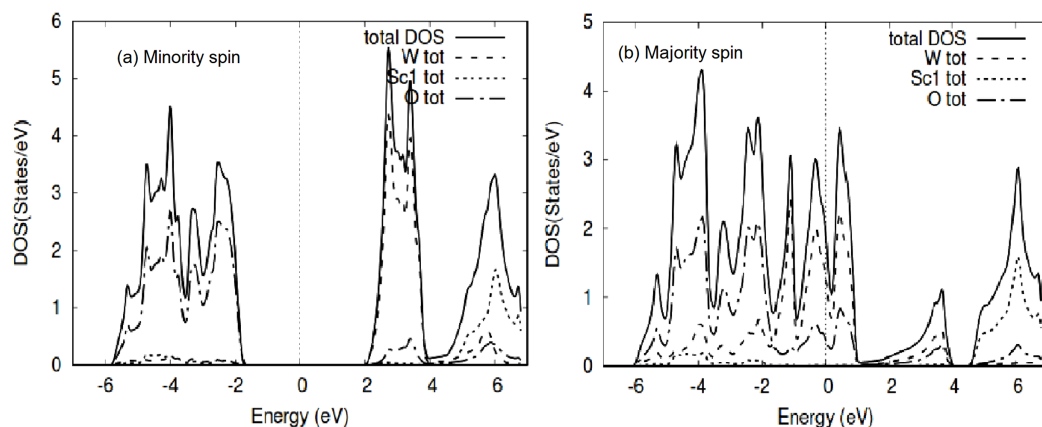 (a) Minority spin
total DOS
W tot
Sc1 tot
O tot
DOS(States/eV)
6
5
4
3
2
1
0
-6
-4
-2
0
2
4
6
Energy (eV)
(b) Majority spin
total DOS
W tot
Sc1 tot
O tot
DOS(States/eV)
5
4
3
2
1
0
-6
-4
-2
0
2
4
6
Energy (eV)